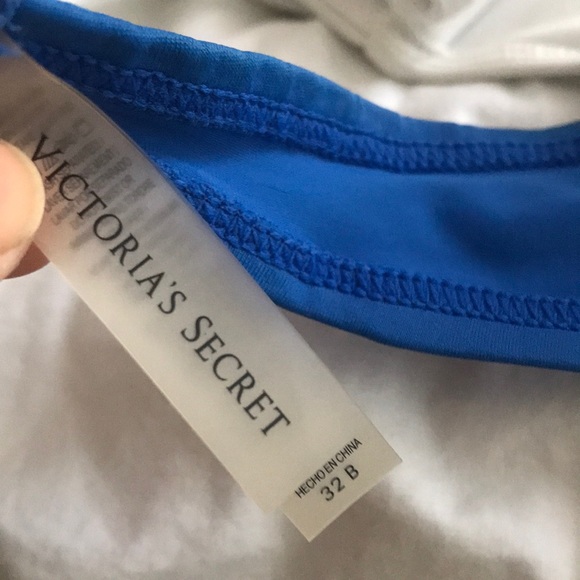 VICTORIA'S SECRET
HECHO EN CHINA
32 B